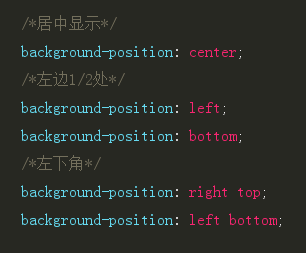 /*居中显示*/
background-position: center;
/*左边1/2处*/
background-position: left;
background-position: bottom;
/*左下角*/
background-position: right top;
background-position: left bottom;